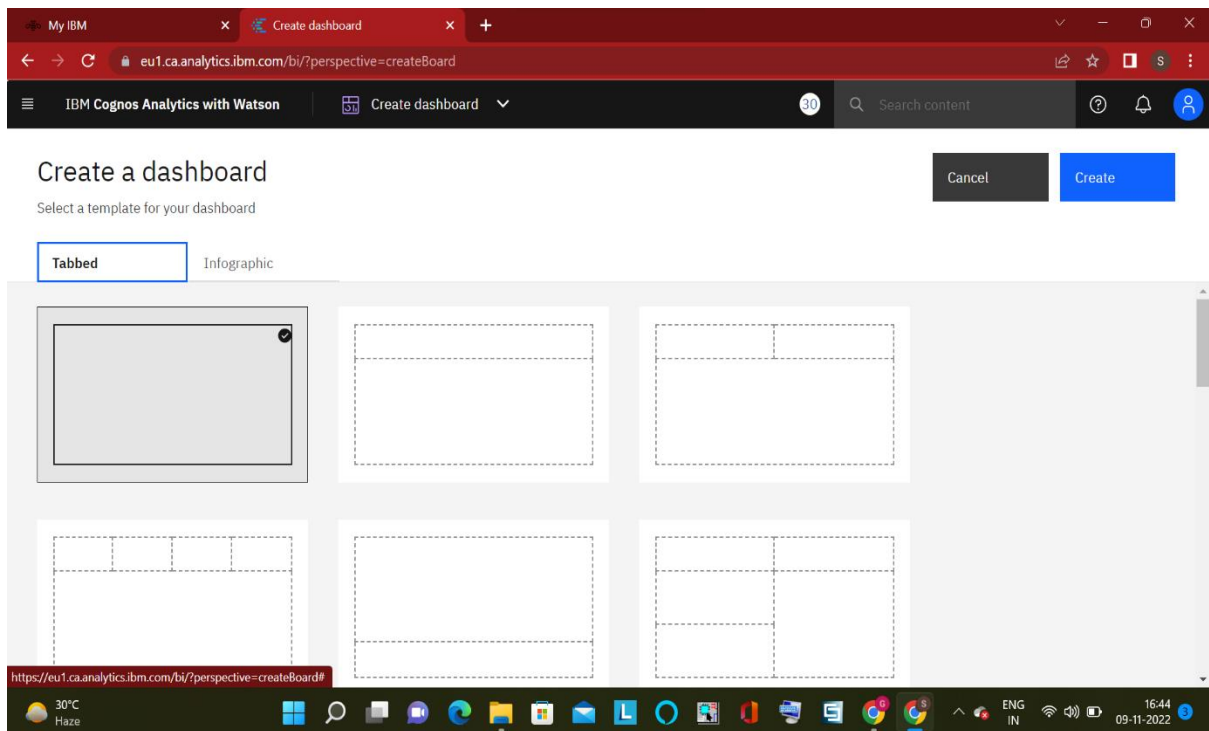 My IBM
Create dashboard
eu1.ca.analytics.ibm.com/bi/?perspective=createBoard
S
IBM Cognos Analytics with Watson
Create dashboard
30
Search content
Create a dashboard
Cancel
Create
Select a template for your dashboard
Tabbed
Infographic
https://eu1.ca.analytics.ibm.com/bi/?perspective=createBoard#
30°C
Haze
L
S
G
S
ENG
IN
16:44
09-11-2022
3